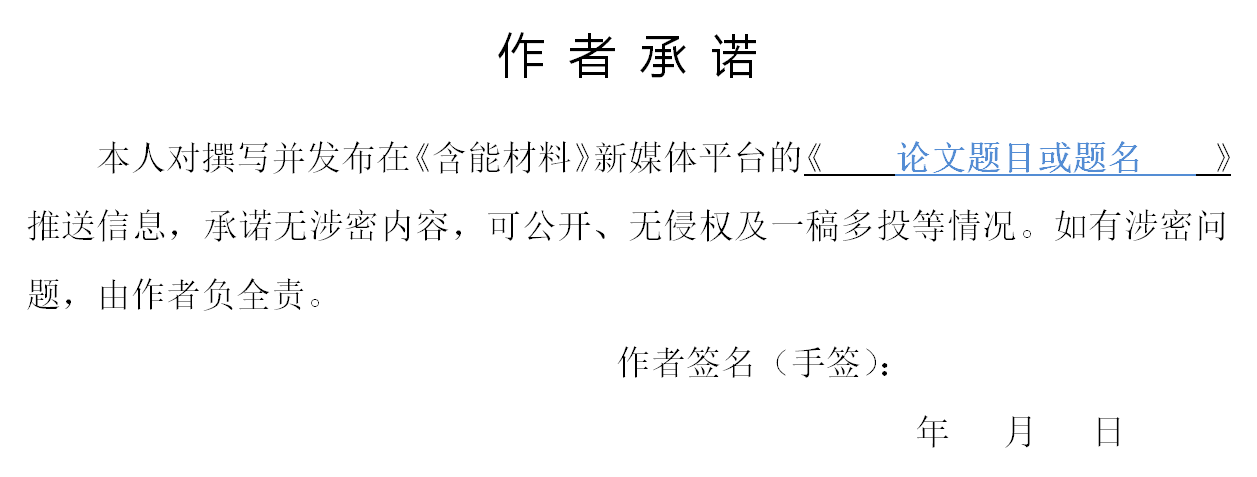 作者承诺
本人对撰写并发布在《含能材料》新媒体平台的《 论文题目或题名 》
推送信息，承诺无涉密内容，可公开、无侵权及一稿多投等情况。如有涉密问
题，由作者负全责。
作者签名（手签）：
年 月 日